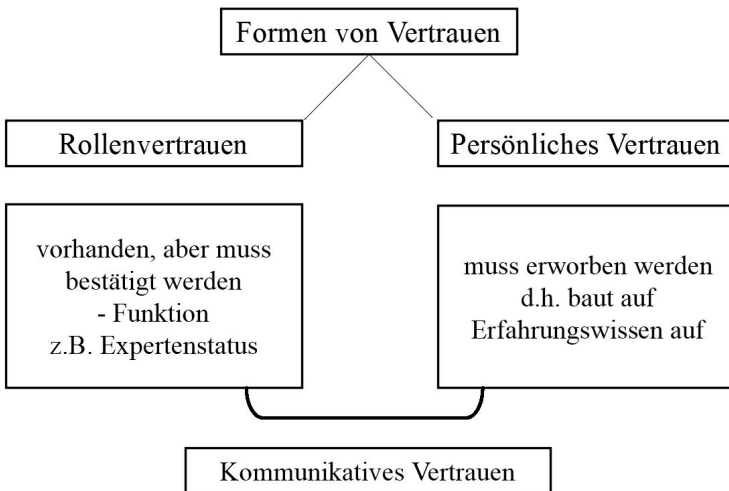 Formen von Vertrauen
Rollenvertrauen
Persönliches Vertrauen
vorhanden, aber muss
bestätigt werden
- Funktion
z.B. Expertenstatus
muss erworben werden
d.h. baut auf
Erfahrungswissen auf
Kommunikatives Vertrauen